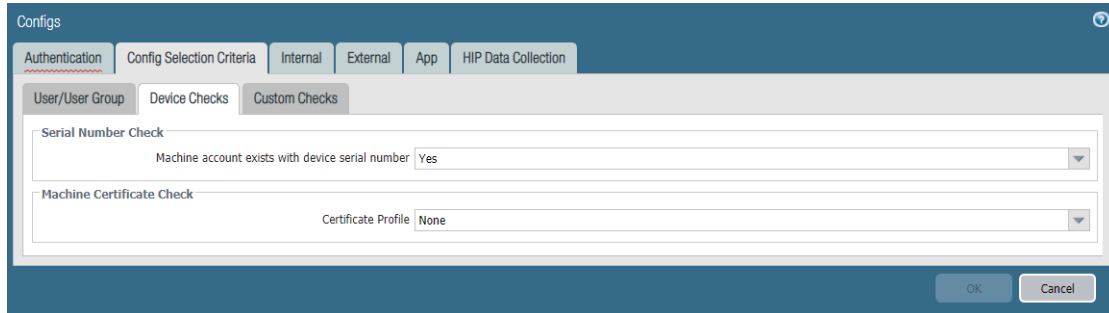 Configs
Authentication Config Selection Criteria Internal External App HIP Data Collection
User/User Group Device Checks Custom Checks
Serial Number Check
Machine account exists with device serial number Yes
Machine Certificate Check
Certificate Profile None
OK Cancel